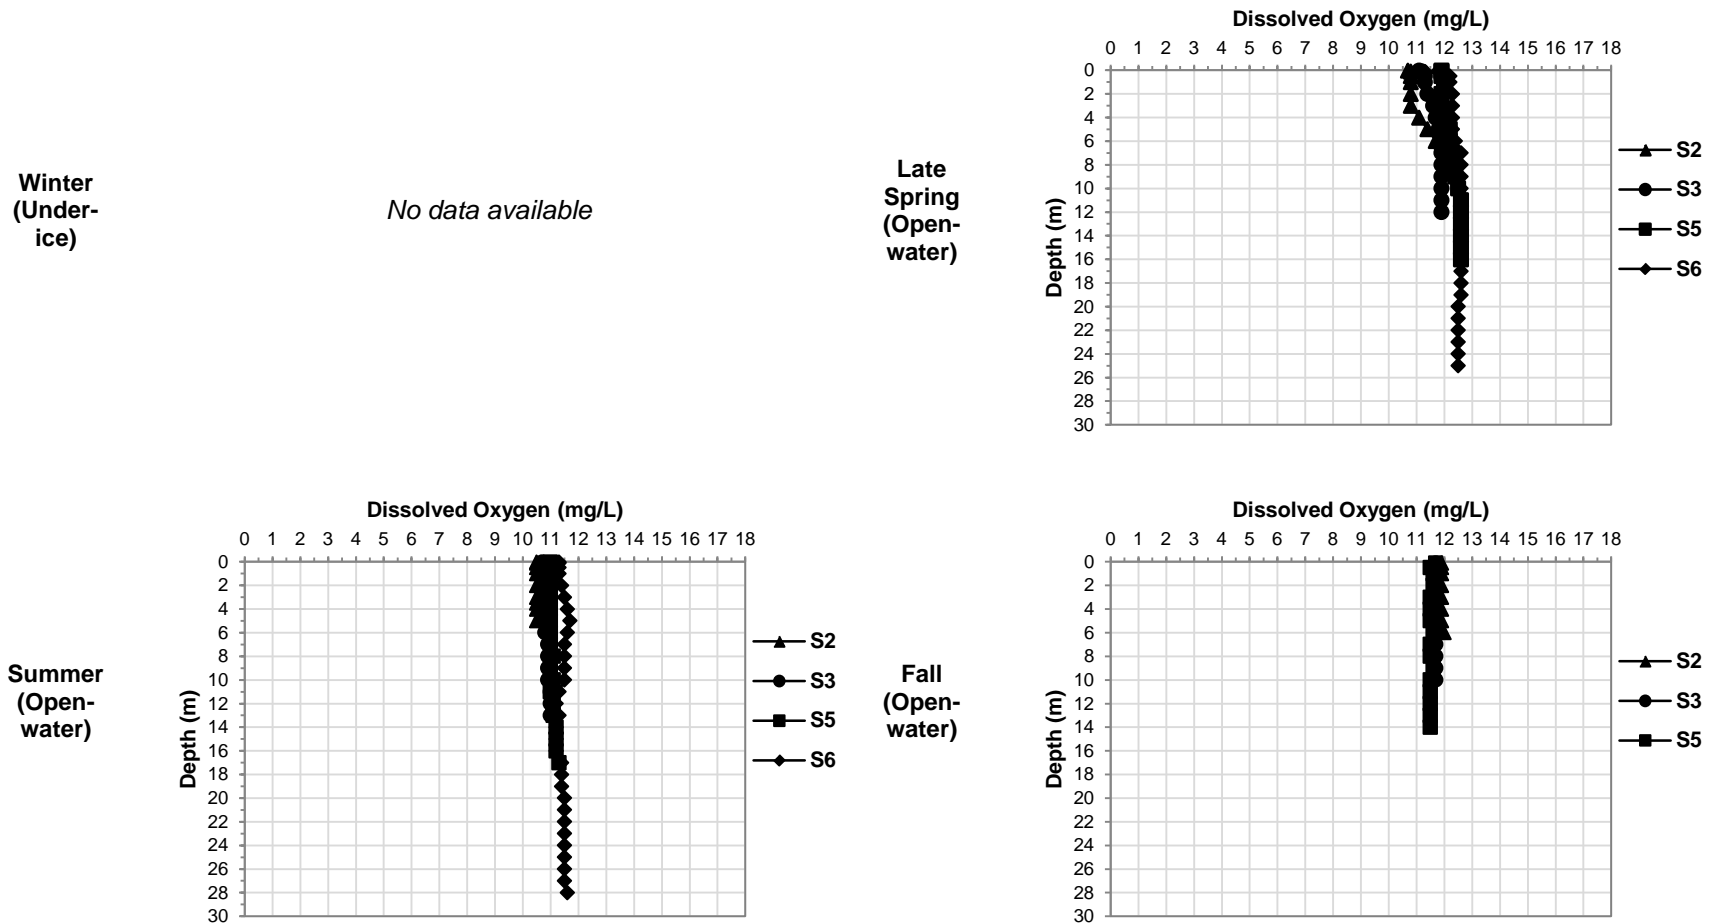 Winter
(Under-
ice)
No data available
Late
Spring
(Open-
water)
Dissolved Oxygen (mg/L)
0 1 2 3 4 5 6 7 8 9 10 11 12 13 14 15 16 17 18
Depth (m)
0
2
4
6
8
10
12
14
16
18
20
22
24
26
28
30
S2
S3
S5
S6
Summer
(Open-
water)
Dissolved Oxygen (mg/L)
0 1 2 3 4 5 6 7 8 9 10 11 12 13 14 15 16 17 18
Depth (m)
0
2
4
6
8
10
12
14
16
18
20
22
24
26
28
30
S2
S3
S5
S6
Fall
(Open-
water)
Dissolved Oxygen (mg/L)
0 1 2 3 4 5 6 7 8 9 10 11 12 13 14 15 16 17 18
Depth (m)
0
2
4
6
8
10
12
14
16
18
20
22
24
26
28
30
S2
S3
S5